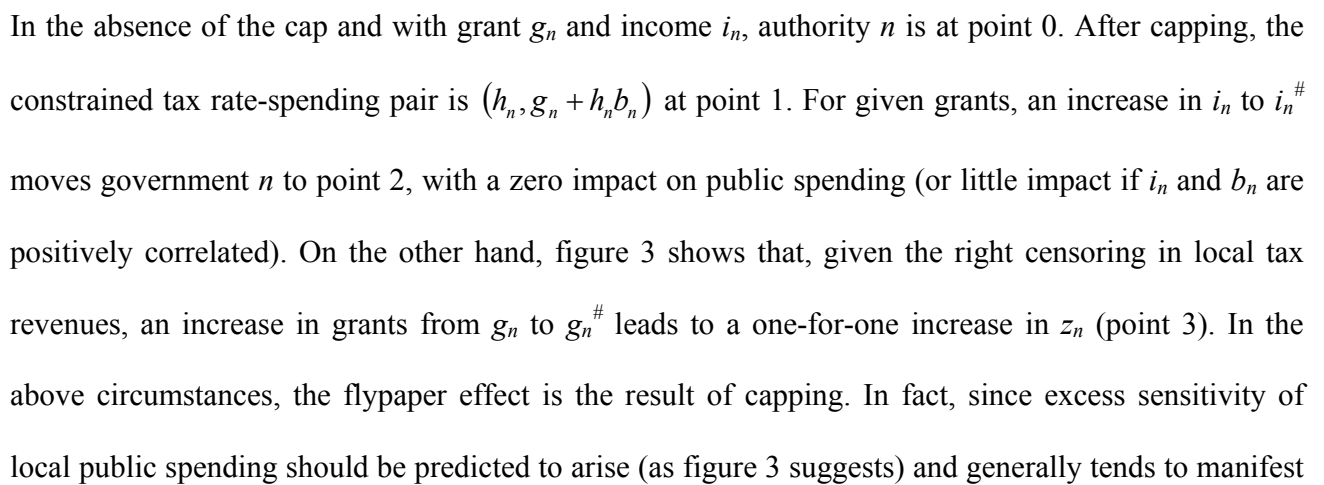 In the absence of the cap and with grant gₙ and income iₙ, authority n is at point 0. After capping, the
constrained tax rate-spending pair is (hₙ, gₙ + hₙbₙ) at point 1. For given grants, an increase in iₙ to iₙ^#
moves government n to point 2, with a zero impact on public spending (or little impact if iₙ and bₙ are
positively correlated). On the other hand, figure 3 shows that, given the right censoring in local tax
revenues, an increase in grants from gₙ to gₙ^# leads to a one-for-one increase in zₙ (point 3). In the
above circumstances, the flypaper effect is the result of capping. In fact, since excess sensitivity of
local public spending should be predicted to arise (as figure 3 suggests) and generally tends to manifest